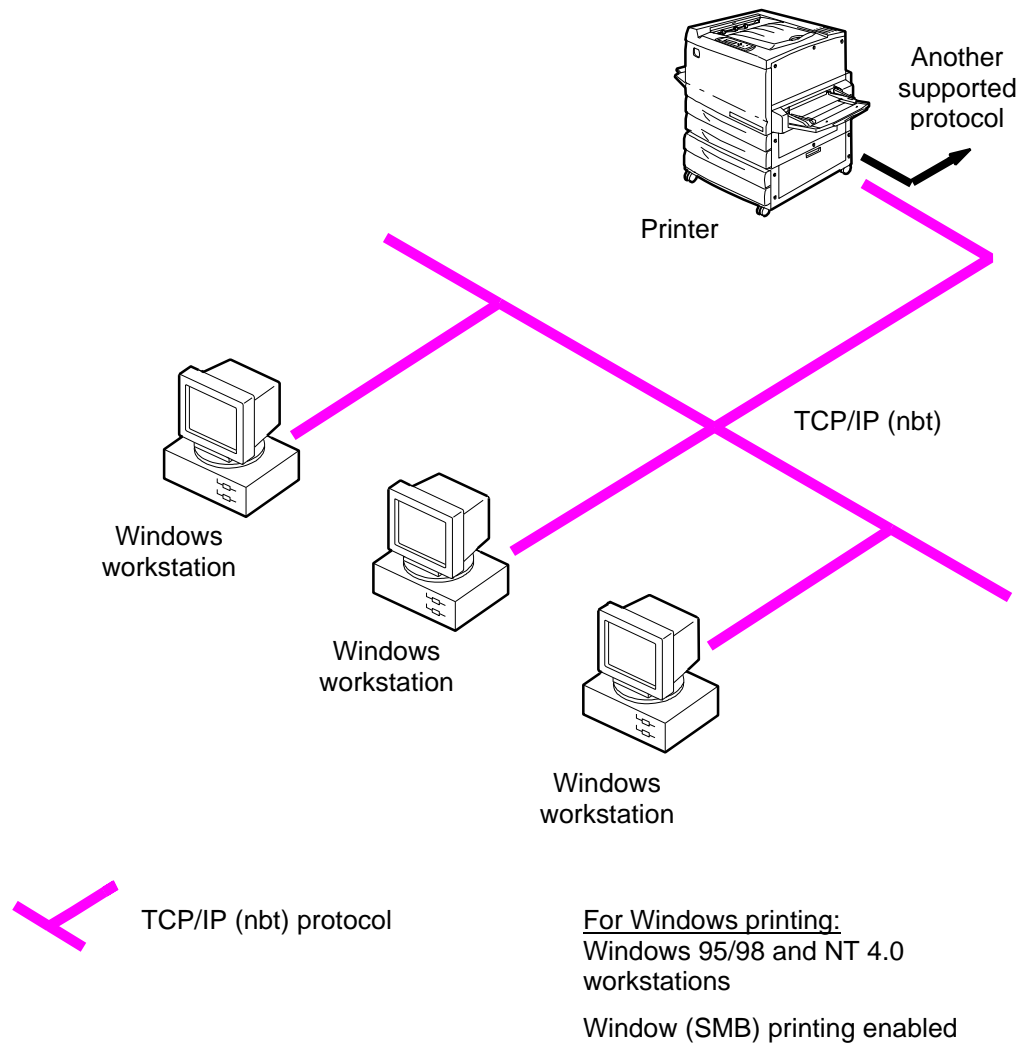 Another
supported
protocol
Printer
TCP/IP (nbt)
Windows
workstation
Windows
workstation
Windows
workstation
TCP/IP (nbt) protocol
For Windows printing:
Windows 95/98 and NT 4.0
workstations
Window (SMB) printing enabled